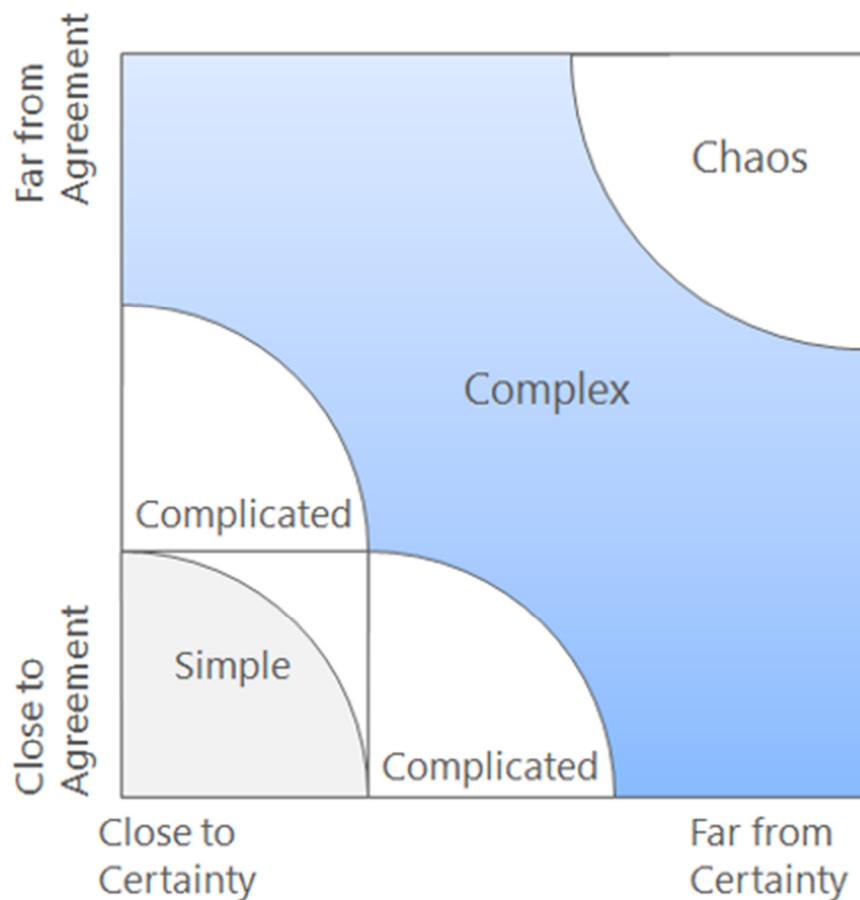 Far from
Agreement
Chaos
Complex
Complicated
Simple
Complicated
Close to
Agreement
Close to
Certainty
Far from
Certainty